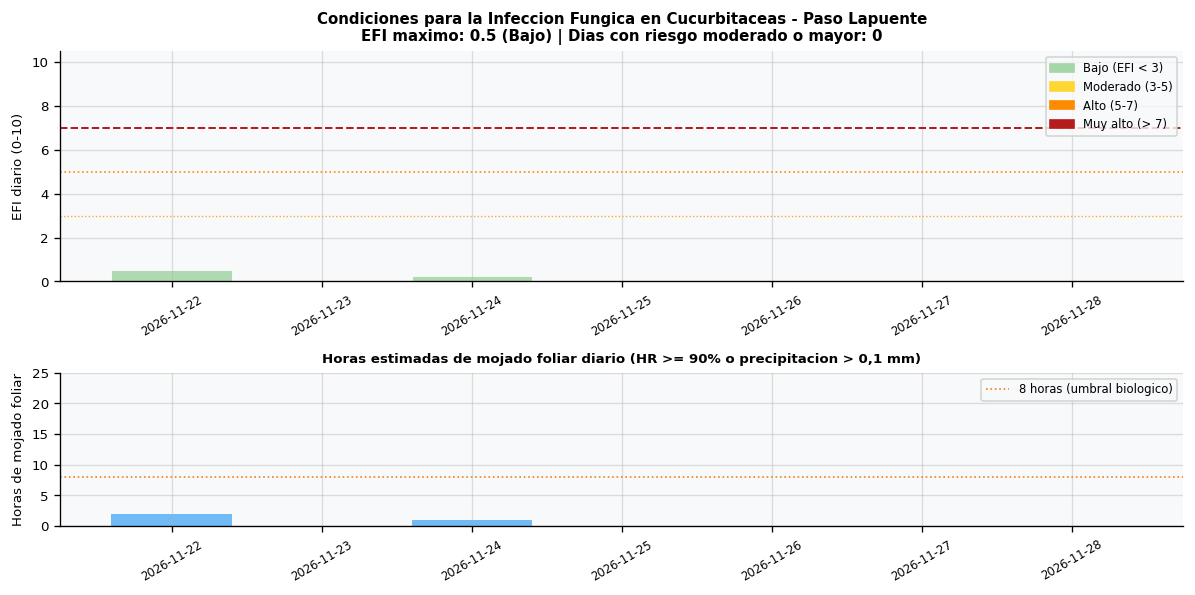 Condiciones para la Infeccion Fungica en Cucurbitaceas - Paso Lapuente
EFI maximo: 0.5 (Bajo) | Dias con riesgo moderado o mayor: 0
EFI diario (0-10)
10
8
6
4
2
0
Bajo (EFI < 3)
Moderado (3-5)
Alto (5-7)
Muy alto (> 7)
2026-11-22
2026-11-23
2026-11-24
2026-11-25
2026-11-26
2026-11-27
2026-11-28
Horas estimadas de mojado foliar diario (HR >= 90% o precipitacion > 0,1 mm)
Horas de mojado foliar
25
20
15
10
5
0
8 horas (umbral biologico)
2026-11-22
2026-11-23
2026-11-24
2026-11-25
2026-11-26
2026-11-27
2026-11-28